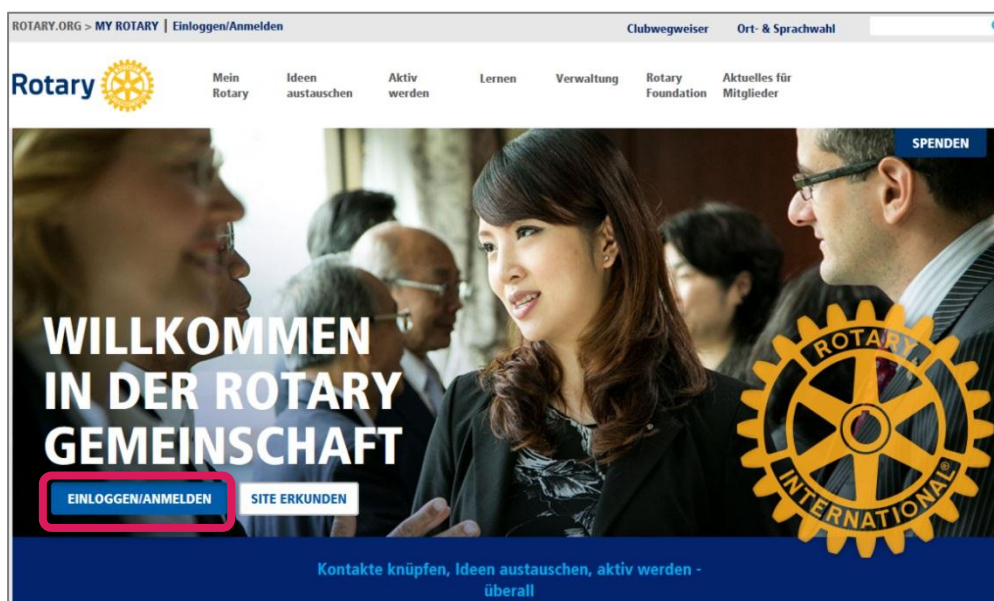 ROTARY.ORG > MY ROTARY | Einloggen/Anmelden
Clubwegweiser Ort- & Sprachwahl
Rotary
Mein Rotary
Ideen austauschen
Aktiv werden
Lernen
Verwaltung
Rotary Foundation
Aktuelles für Mitglieder
SPENDEN
WILLKOMMEN
IN DER ROTARY
GEMEINSCHAFT
EINLOGGEN/ANMELDEN SITE ERKUNDEN
ROTARY
INTERNATIONAL®
Kontakte knüpfen, Ideen austauschen, aktiv werden -
überall